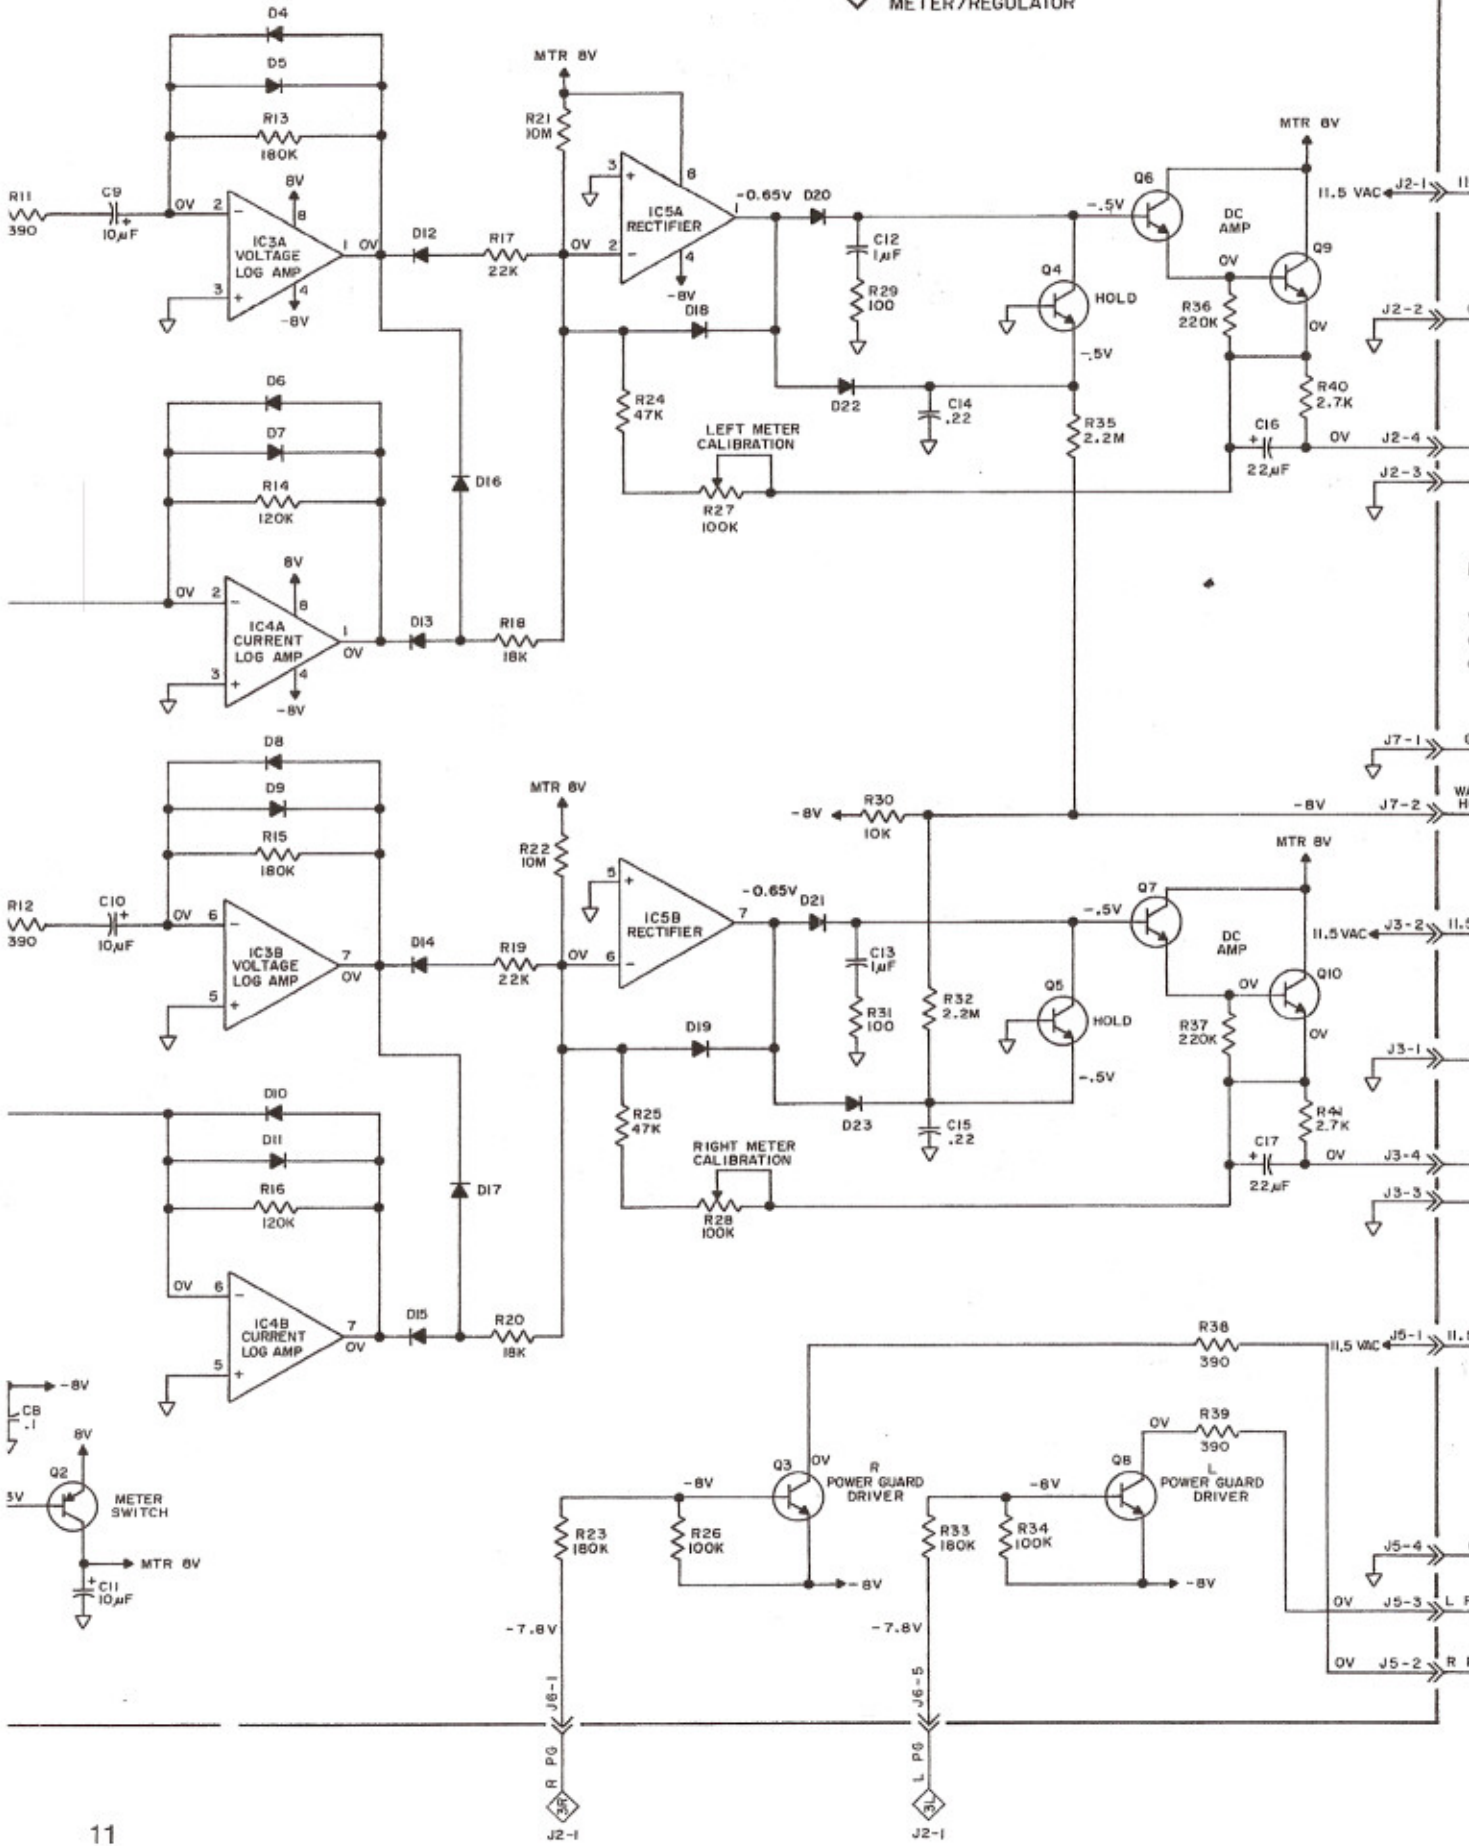 METER/REGULATOR
D4
D5
R13
180K
R11
390
C9
10µF
+
0V
2
-
8V
8
IC3A
VOLTAGE
LOG AMP
1
0V
3
+
4
-8V
D12
R17
22K
MTR 8V
R21
10M
3
+
8
IC5A
RECTIFIER
1
0V
2
-
4
-8V
-0.65V
D20
D18
C12
1µF
R29
100
Q4
HOLD
-.5V
-.5V
Q6
DC
AMP
MTR 8V
Q9
0V
R36
220K
0V
R40
2.7K
C16
+
22µF
0V
11.5 VAC
J2-1
J2-2
J2-4
J2-3
D22
C14
.22
R35
2.2M
R24
47K
LEFT METER
CALIBRATION
R27
100K
D6
D7
R14
120K
D16
0V
2
-
8V
8
IC4A
CURRENT
LOG AMP
1
0V
3
+
4
-8V
D13
R18
18K
D8
D9
R15
180K
R12
390
C10
+
10µF
0V
6
-
IC3B
VOLTAGE
LOG AMP
7
0V
5
+
D14
R19
22K
MTR 8V
R22
10M
5
+
IC5B
RECTIFIER
7
0V
6
-
-0.65V
D21
D19
C13
1µF
R31
100
-8V
R30
10K
-8V
J7-1
J7-2
R32
2.2M
Q5
HOLD
-.5V
-.5V
Q7
DC
AMP
MTR 8V
Q10
0V
R37
220K
0V
R41
2.7K
C17
+
22µF
0V
11.5VAC
J3-2
11.5
J3-1
J3-4
J3-3
D23
C15
.22
R25
47K
RIGHT METER
CALIBRATION
R28
100K
D10
D11
R16
120K
D17
0V
6
-
IC4B
CURRENT
LOG AMP
7
0V
5
+
D15
R20
18K
-8V
C8
.1
8V
Q2
METER
SWITCH
MTR 8V
+
C11
10µF
R38
390
11.5 VAC
J5-1
R39
390
0V
Q3
0V
R
POWER GUARD
DRIVER
-8V
R23
180K
R26
100K
-8V
Q8
L
POWER GUARD
DRIVER
-8V
R33
180K
R34
100K
-8V
J5-4
0V
J5-3
L
0V
J5-2
R
-7.8V
-7.8V
J6-1
J6-5
R PG
L PG
3R
3L
J2-1
J2-1
11